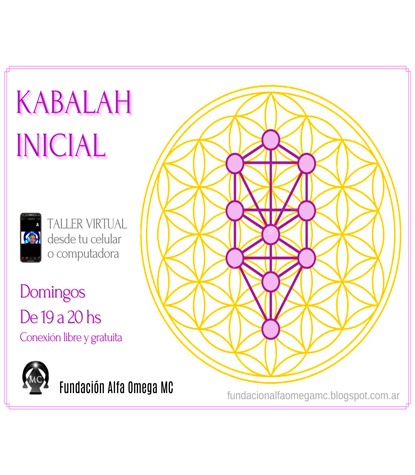 KABALAH
INICIAL
TALLER VIRTUAL
desde tu celular
o computadora
Domingos
De 19 a 20 hs
Conexión libre y gratuita
MC
Fundación Alfa Omega MC
fundacionalfaomegamc.blogspot.com.ar